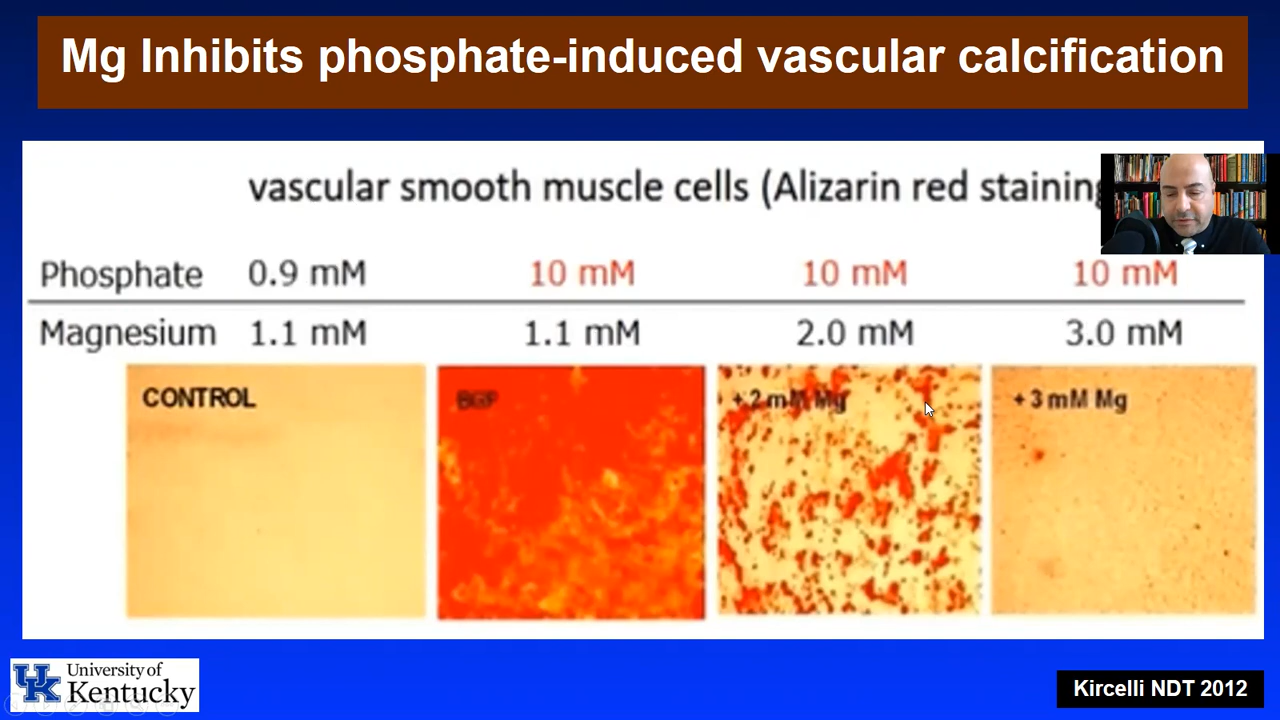 Mg Inhibits phosphate-induced vascular calcification
vascular smooth muscle cells (Alizarin red staining
Phosphate 0.9 mM 10 mM 10 mM 10 mM
Magnesium 1.1 mM 1.1 mM 2.0 mM 3.0 mM
CONTROL BGP + 2 mM Mg + 3 mM Mg
UK University of
Kentucky
Kircelli NDT 2012